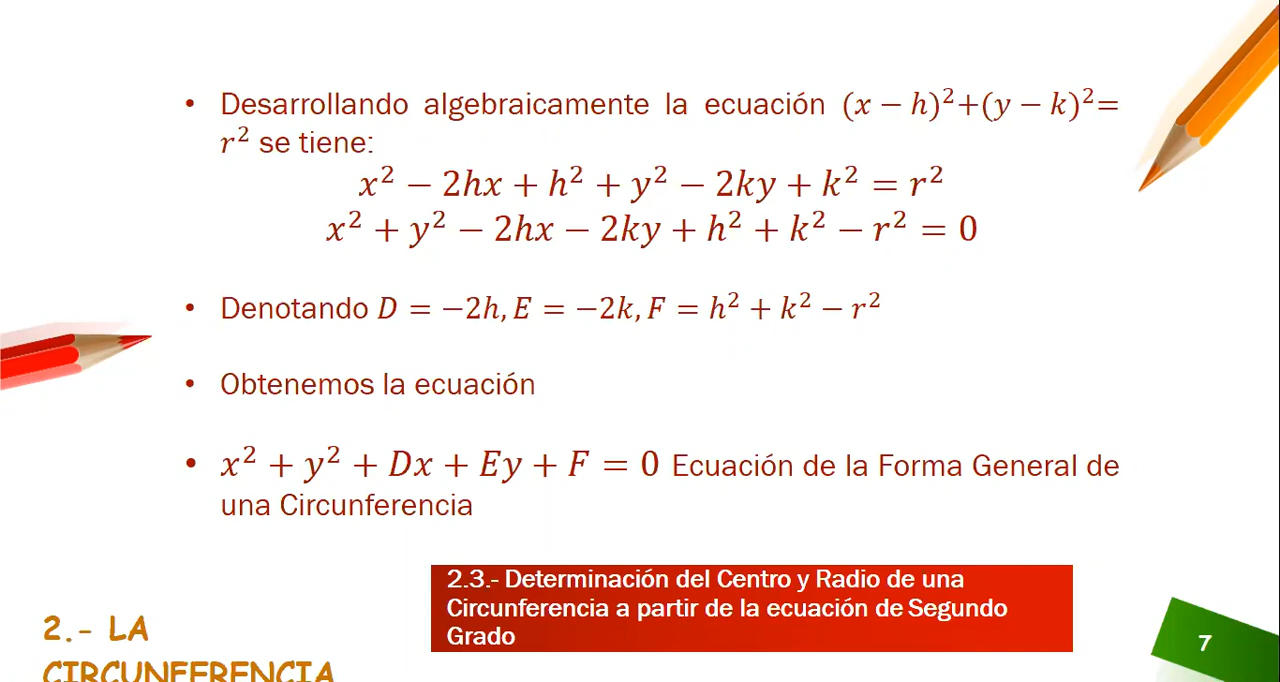 • Desarrollando algebraicamente la ecuación (x − h)²+(y − k)²=
r² se tiene:
x² − 2hx + h² + y² − 2ky + k² = r²
x² + y² − 2hx − 2ky + h² + k² − r² = 0
• Denotando D = −2h, E = −2k, F = h² + k² − r²
• Obtenemos la ecuación
• x² + y² + Dx + Ey + F = 0 Ecuación de la Forma General de
una Circunferencia
2.3.- Determinación del Centro y Radio de una
Circunferencia a partir de la ecuación de Segundo
Grado
2.- LA
CIRCUNFERENCIA
7